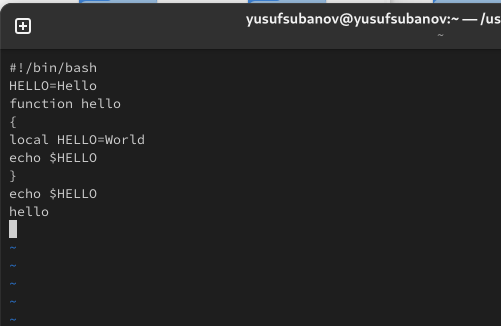 yusufsubanov@yusufsubanov:~ — /us
~
#!/bin/bash
HELLO=Hello
function hello
{
local HELLO=World
echo $HELLO
}
echo $HELLO
hello
~
~
~
~
~